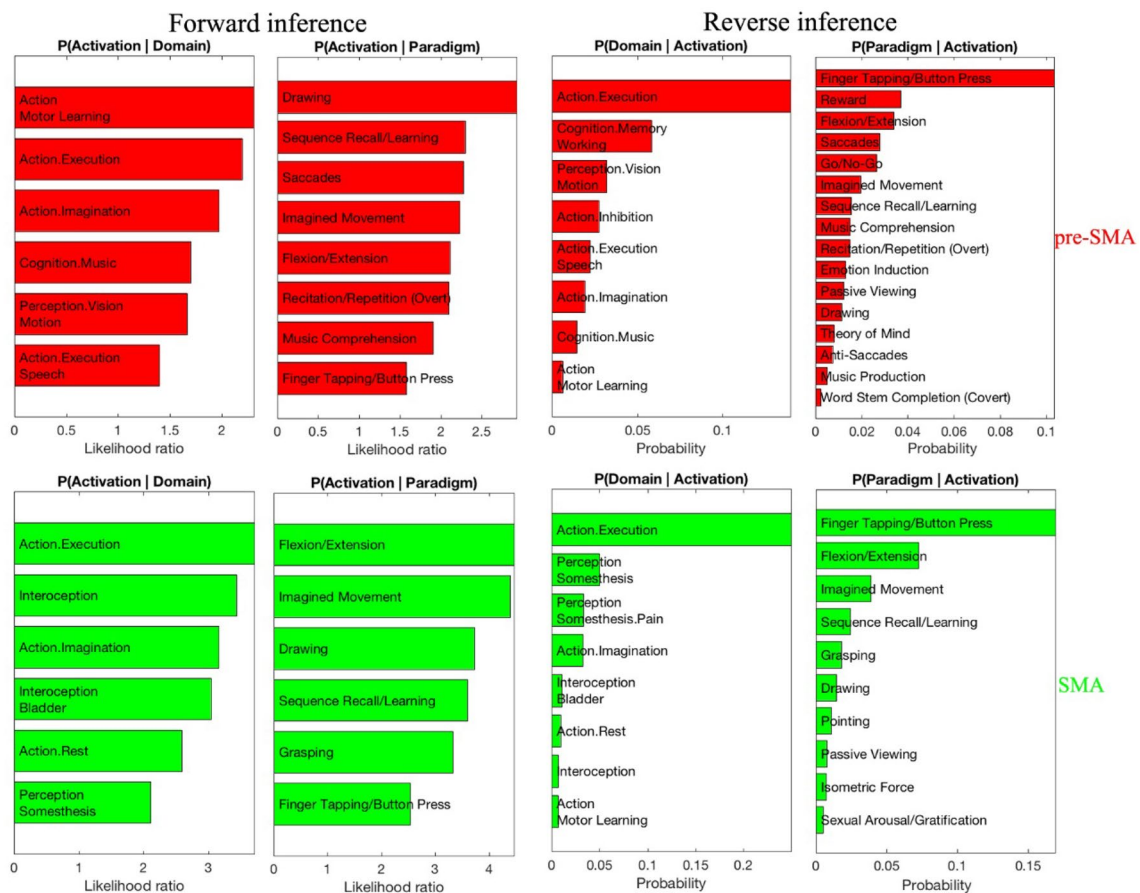 Forward inference
Reverse inference
P(Activation | Domain)
Action
Motor Learning
Action.Execution
Action.Imagination
Cognition.Music
Perception.Vision
Motion
Action.Execution
Speech
0
0.5
1
1.5
2
Likelihood ratio
P(Activation | Paradigm)
Drawing
Sequence Recall/Learning
Saccades
Imagined Movement
Flexion/Extension
Recitation/Repetition (Overt)
Music Comprehension
Finger Tapping/Button Press
0
0.5
1
1.5
2
2.5
Likelihood ratio
P(Domain | Activation)
Action.Execution
Cognition.Memory
Working
Perception.Vision
Motion
Action.Inhibition
Action.Execution
Speech
Action.Imagination
Cognition.Music
Action
Motor Learning
0
0.05
0.1
Probability
P(Paradigm | Activation)
Finger Tapping/Button Press
Reward
Flexion/Extension
Saccades
Go/No-Go
Imagined Movement
Sequence Recall/Learning
Music Comprehension
Recitation/Repetition (Overt)
Emotion Induction
Passive Viewing
Drawing
Theory of Mind
Anti-Saccades
Music Production
Word Stem Completion (Covert)
0
0.02
0.04
0.06
0.08
0.1
Probability
pre-SMA
P(Activation | Domain)
Action.Execution
Interoception
Action.Imagination
Interoception
Bladder
Action.Rest
Perception
Somesthesis
0
1
2
3
Likelihood ratio
P(Activation | Paradigm)
Flexion/Extension
Imagined Movement
Drawing
Sequence Recall/Learning
Grasping
Finger Tapping/Button Press
0
1
2
3
4
Likelihood ratio
P(Domain | Activation)
Action.Execution
Perception
Somesthesis
Perception
Somesthesis.Pain
Action.Imagination
Interoception
Bladder
Action.Rest
Interoception
Action
Motor Learning
0
0.05
0.1
0.15
0.2
Probability
P(Paradigm | Activation)
Finger Tapping/Button Press
Flexion/Extension
Imagined Movement
Sequence Recall/Learning
Grasping
Drawing
Pointing
Passive Viewing
Isometric Force
Sexual Arousal/Gratification
0
0.05
0.1
0.15
Probability
SMA